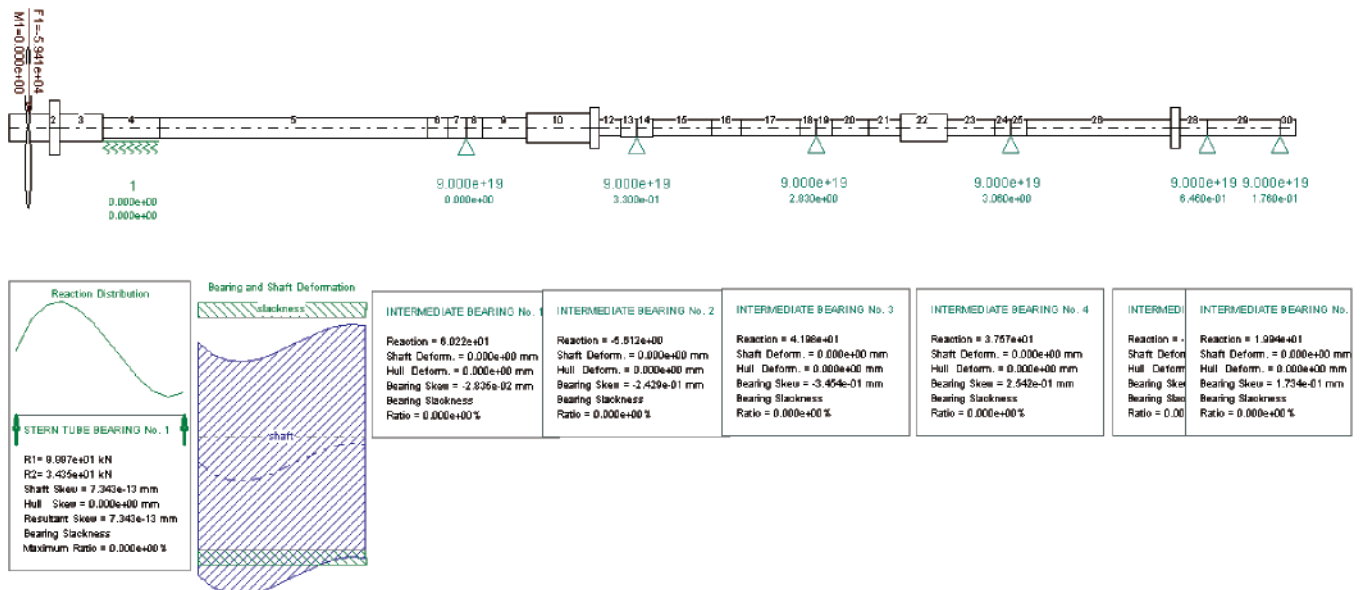 F1=-5.941e+04
M1=0.000e+00
2 3 4 5 6 7 8 9 10 12 13 14 15 16 17 18 19 20 21 22 23 24 25 26 28 29 30
1
0.000e+00
0.000e+00
9.000e+19
0.000e+00
9.000e+19
3.300e-01
9.000e+19
2.830e+00
9.000e+19
3.060e+00
9.000e+19
6.460e-01
9.000e+19
1.760e-01
Reaction Distribution
STERN TUBE BEARING No. 1
R1= 9.997e+01 kN
R2= 3.435e+01 kN
Shaft Skew = 7.343e-13 mm
Hull Skew = 0.000e+00 mm
Resultant Skew = 7.343e-13 mm
Bearing Slackness
Maximum Ratio = 0.000e+00 %
Bearing and Shaft Deformation
slackness
shaft
INTERMEDIATE BEARING No. 1
Reaction = 6.022e+01
Shaft Deform. = 0.000e+00 mm
Hull Deform. = 0.000e+00 mm
Bearing Skew = -2.836e-02 mm
Bearing Slackness
Ratio = 0.000e+00 %
INTERMEDIATE BEARING No. 2
Reaction = -5.612e+00
Shaft Deform. = 0.000e+00 mm
Hull Deform. = 0.000e+00 mm
Bearing Skew = -2.429e-01 mm
Bearing Slackness
Ratio = 0.000e+00 %
INTERMEDIATE BEARING No. 3
Reaction = 4.198e+01
Shaft Deform. = 0.000e+00 mm
Hull Deform. = 0.000e+00 mm
Bearing Skew = -3.454e-01 mm
Bearing Slackness
Ratio = 0.000e+00 %
INTERMEDIATE BEARING No. 4
Reaction = 3.757e+01
Shaft Deform. = 0.000e+00 mm
Hull Deform. = 0.000e+00 mm
Bearing Skew = 2.542e-01 mm
Bearing Slackness
Ratio = 0.000e+00 %
INTERMEDI
Reaction = -
Shaft Defor
Hull Deform
Bearing Ske
Bearing Slac
Ratio = 0.00
INTERMEDIATE BEARING No.
Reaction = 1.994e+01
Shaft Deform. = 0.000e+00 mm
Hull Deform. = 0.000e+00 mm
Bearing Skew = 1.734e-01 mm
Bearing Slackness
Ratio = 0.000e+00 %